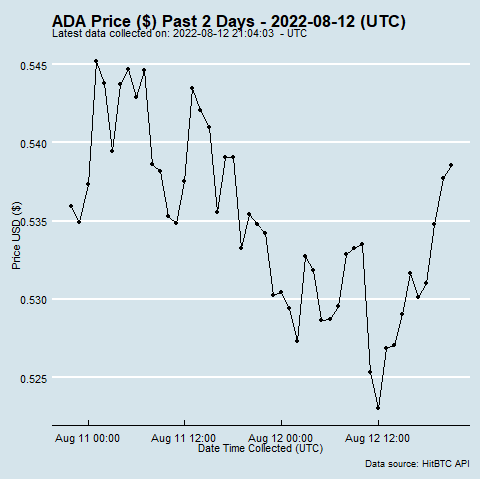 ADA Price ($) Past 2 Days - 2022-08-12 (UTC)
Latest data collected on: 2022-08-12 21:04:03 - UTC
0.545
0.540
0.535
0.530
0.525
Price USD ($)
Aug 11 00:00 Aug 11 12:00 Aug 12 00:00 Aug 12 12:00
Date Time Collected (UTC)
Data source: HitBTC API